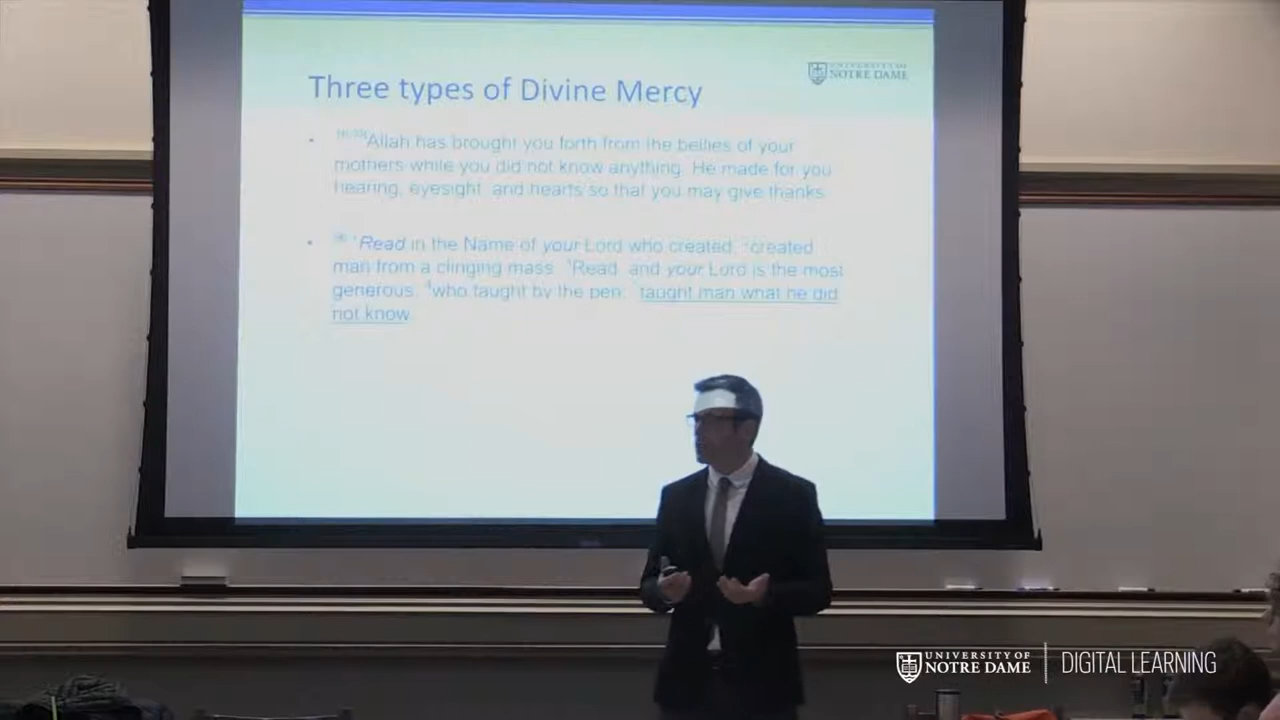 UNIVERSITY OF
NOTRE DAME
Three types of Divine Mercy
• Allah has brought you forth from the bellies of your
mothers while you did not know anything. He made for you
hearing, eyesight, and hearts so that you may give thanks.
• Read in the Name of your Lord who created, created
man from a clinging mass. Read, and your Lord is the most
generous, 4 who taught by the pen: taught man what he did
not know.
UNIVERSITY OF
NOTRE DAME
DIGITAL LEARNING